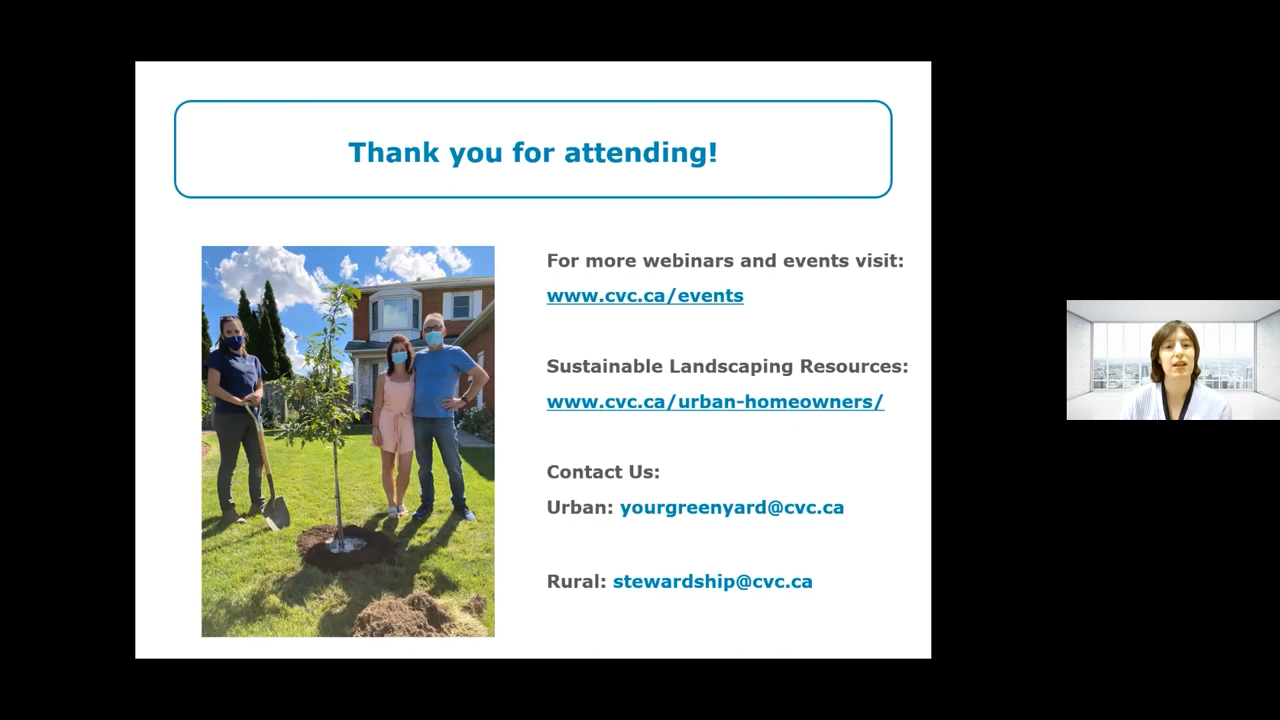 Thank you for attending!
For more webinars and events visit:
www.cvc.ca/events
Sustainable Landscaping Resources:
www.cvc.ca/urban-homeowners/
Contact Us:
Urban: yourgreenyard@cvc.ca
Rural: stewardship@cvc.ca